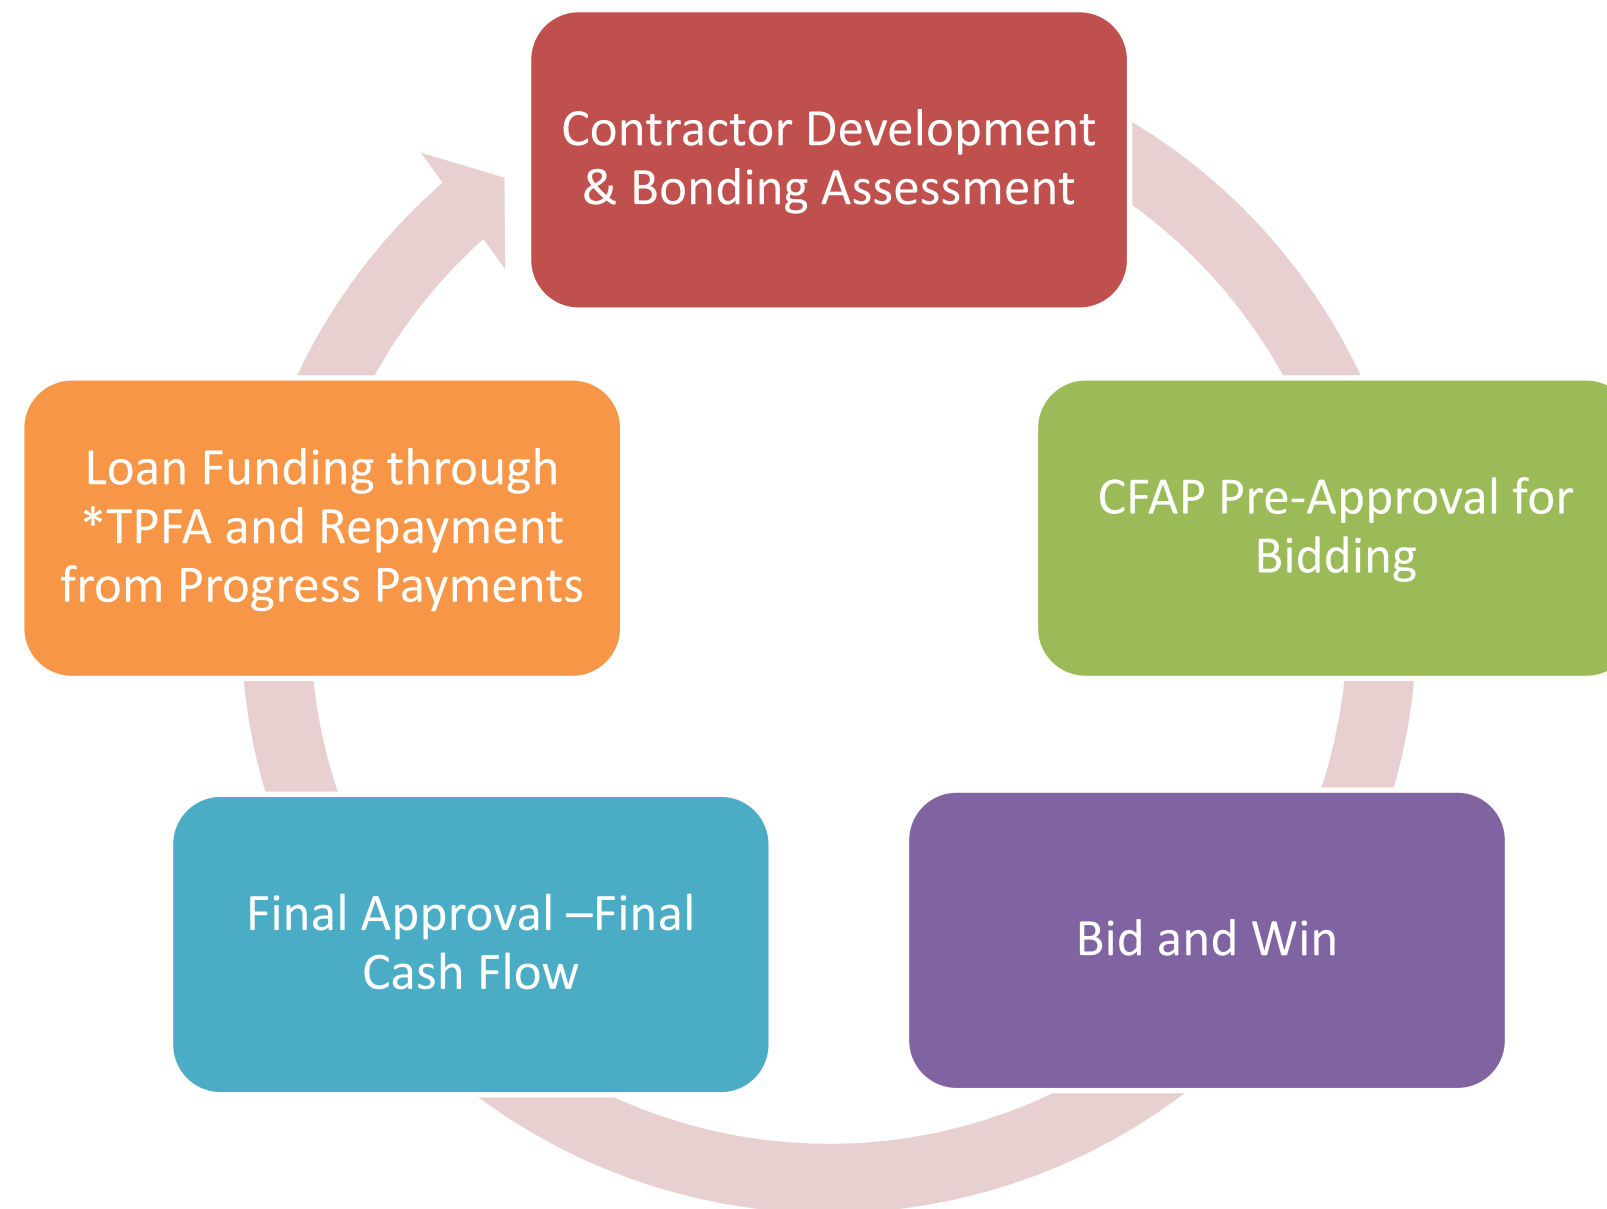 Contractor Development
& Bonding Assessment
CFAP Pre-Approval for
Bidding
Bid and Win
Final Approval –Final
Cash Flow
Loan Funding through
*TPFA and Repayment
from Progress Payments